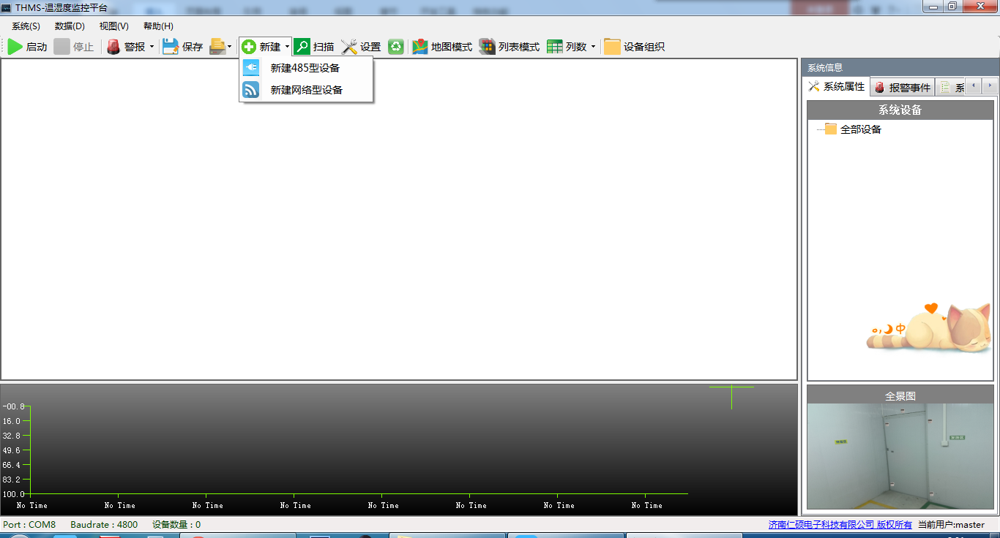 THMS-温湿度监控平台
系统(S) 数据(D) 视图(V) 帮助(H)
启动 停止 警报 保存 新建 扫描 设置 地图模式 列表模式 列数 设备组织
新建485型设备
新建网络型设备
系统信息
系统属性 报警事件 系
系统设备
全部设备
中
全景图
-00.8
16.0
32.8
49.6
66.4
83.2
100.0
No Time No Time No Time No Time No Time No Time No Time No Time
Port : COM8 Baudrate : 4800 设备数量 : 0 济南仁硕电子科技有限公司 版权所有 当前用户:master